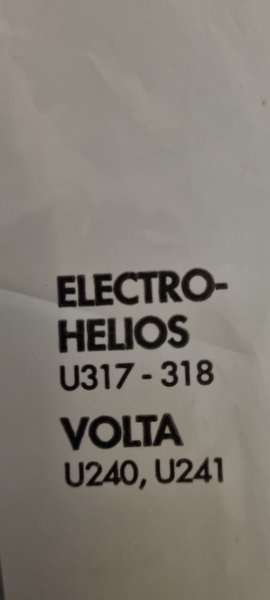 ELECTRO-
HELIOS
U317 - 318
VOLTA
U240, U241